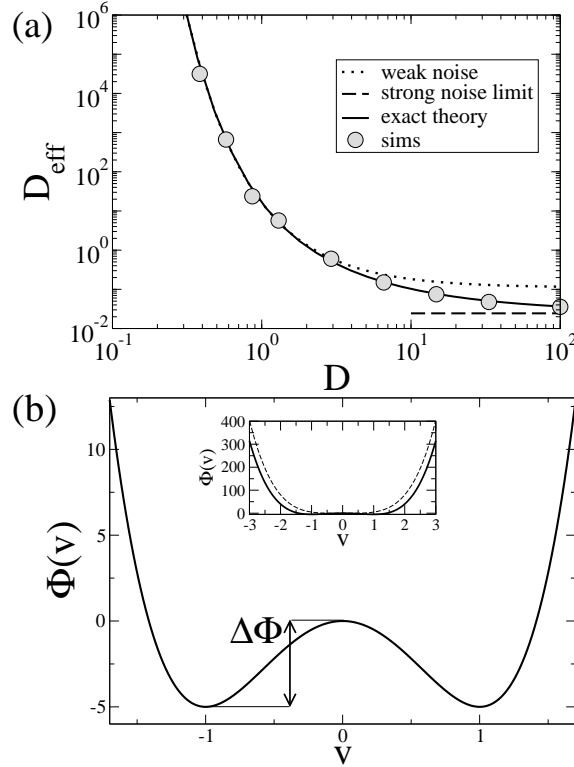 (a)
10^6
10^4
10^2
10^0
10^-2
D_eff
weak noise
strong noise limit
exact theory
sims
10^-1
10^0
10^1
10^2
D
(b)
10
5
0
-5
Φ(v)
400
300
200
100
0
Φ(v)
-3
-2
-1
0
1
2
3
v
ΔΦ
-1
0
1
v